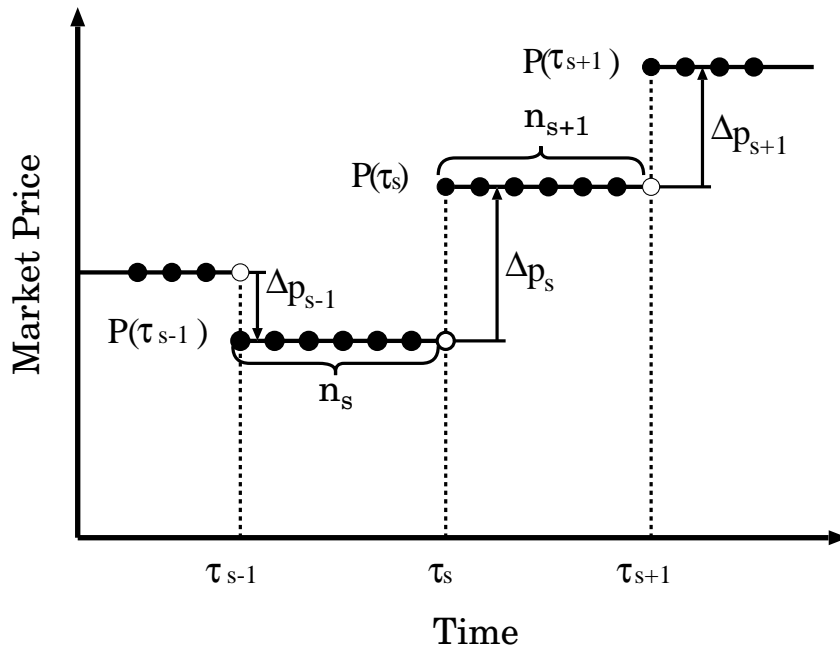 P(τs+1)
ns+1
Δps+1
P(τs)
Δps
Δps-1
P(τs-1)
ns
Market Price
τs-1
τs
τs+1
Time